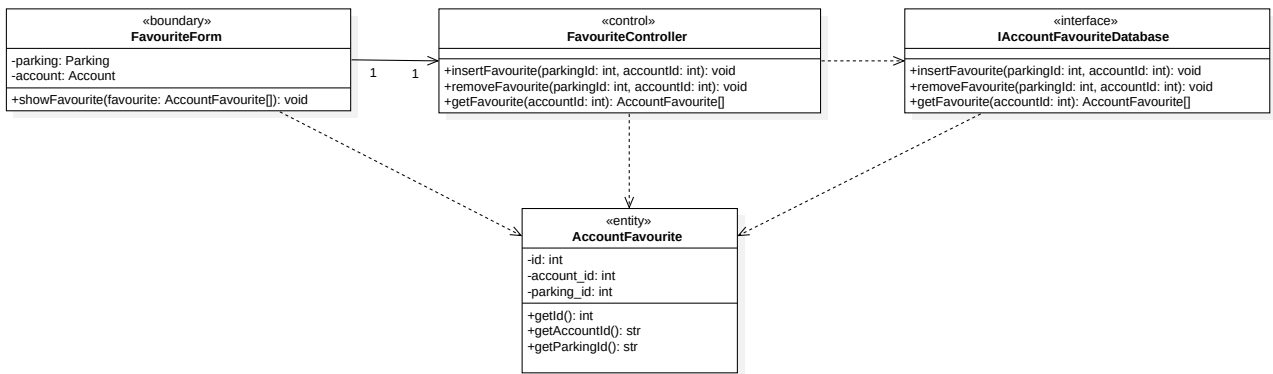 «boundary»
FavouriteForm
-parking: Parking
-account: Account
+showFavourite(favourite: AccountFavourite[]): void
1
1
«control»
FavouriteController
+insertFavourite(parkingId: int, accountId: int): void
+removeFavourite(parkingId: int, accountId: int): void
+getFavourite(accountId: int): AccountFavourite[]
«interface»
IAccountFavouriteDatabase
+insertFavourite(parkingId: int, accountId: int): void
+removeFavourite(parkingId: int, accountId: int): void
+getFavourite(accountId: int): AccountFavourite[]
«entity»
AccountFavourite
-id: int
-account_id: int
-parking_id: int
+getId(): int
+getAccountId(): str
+getParkingId(): str